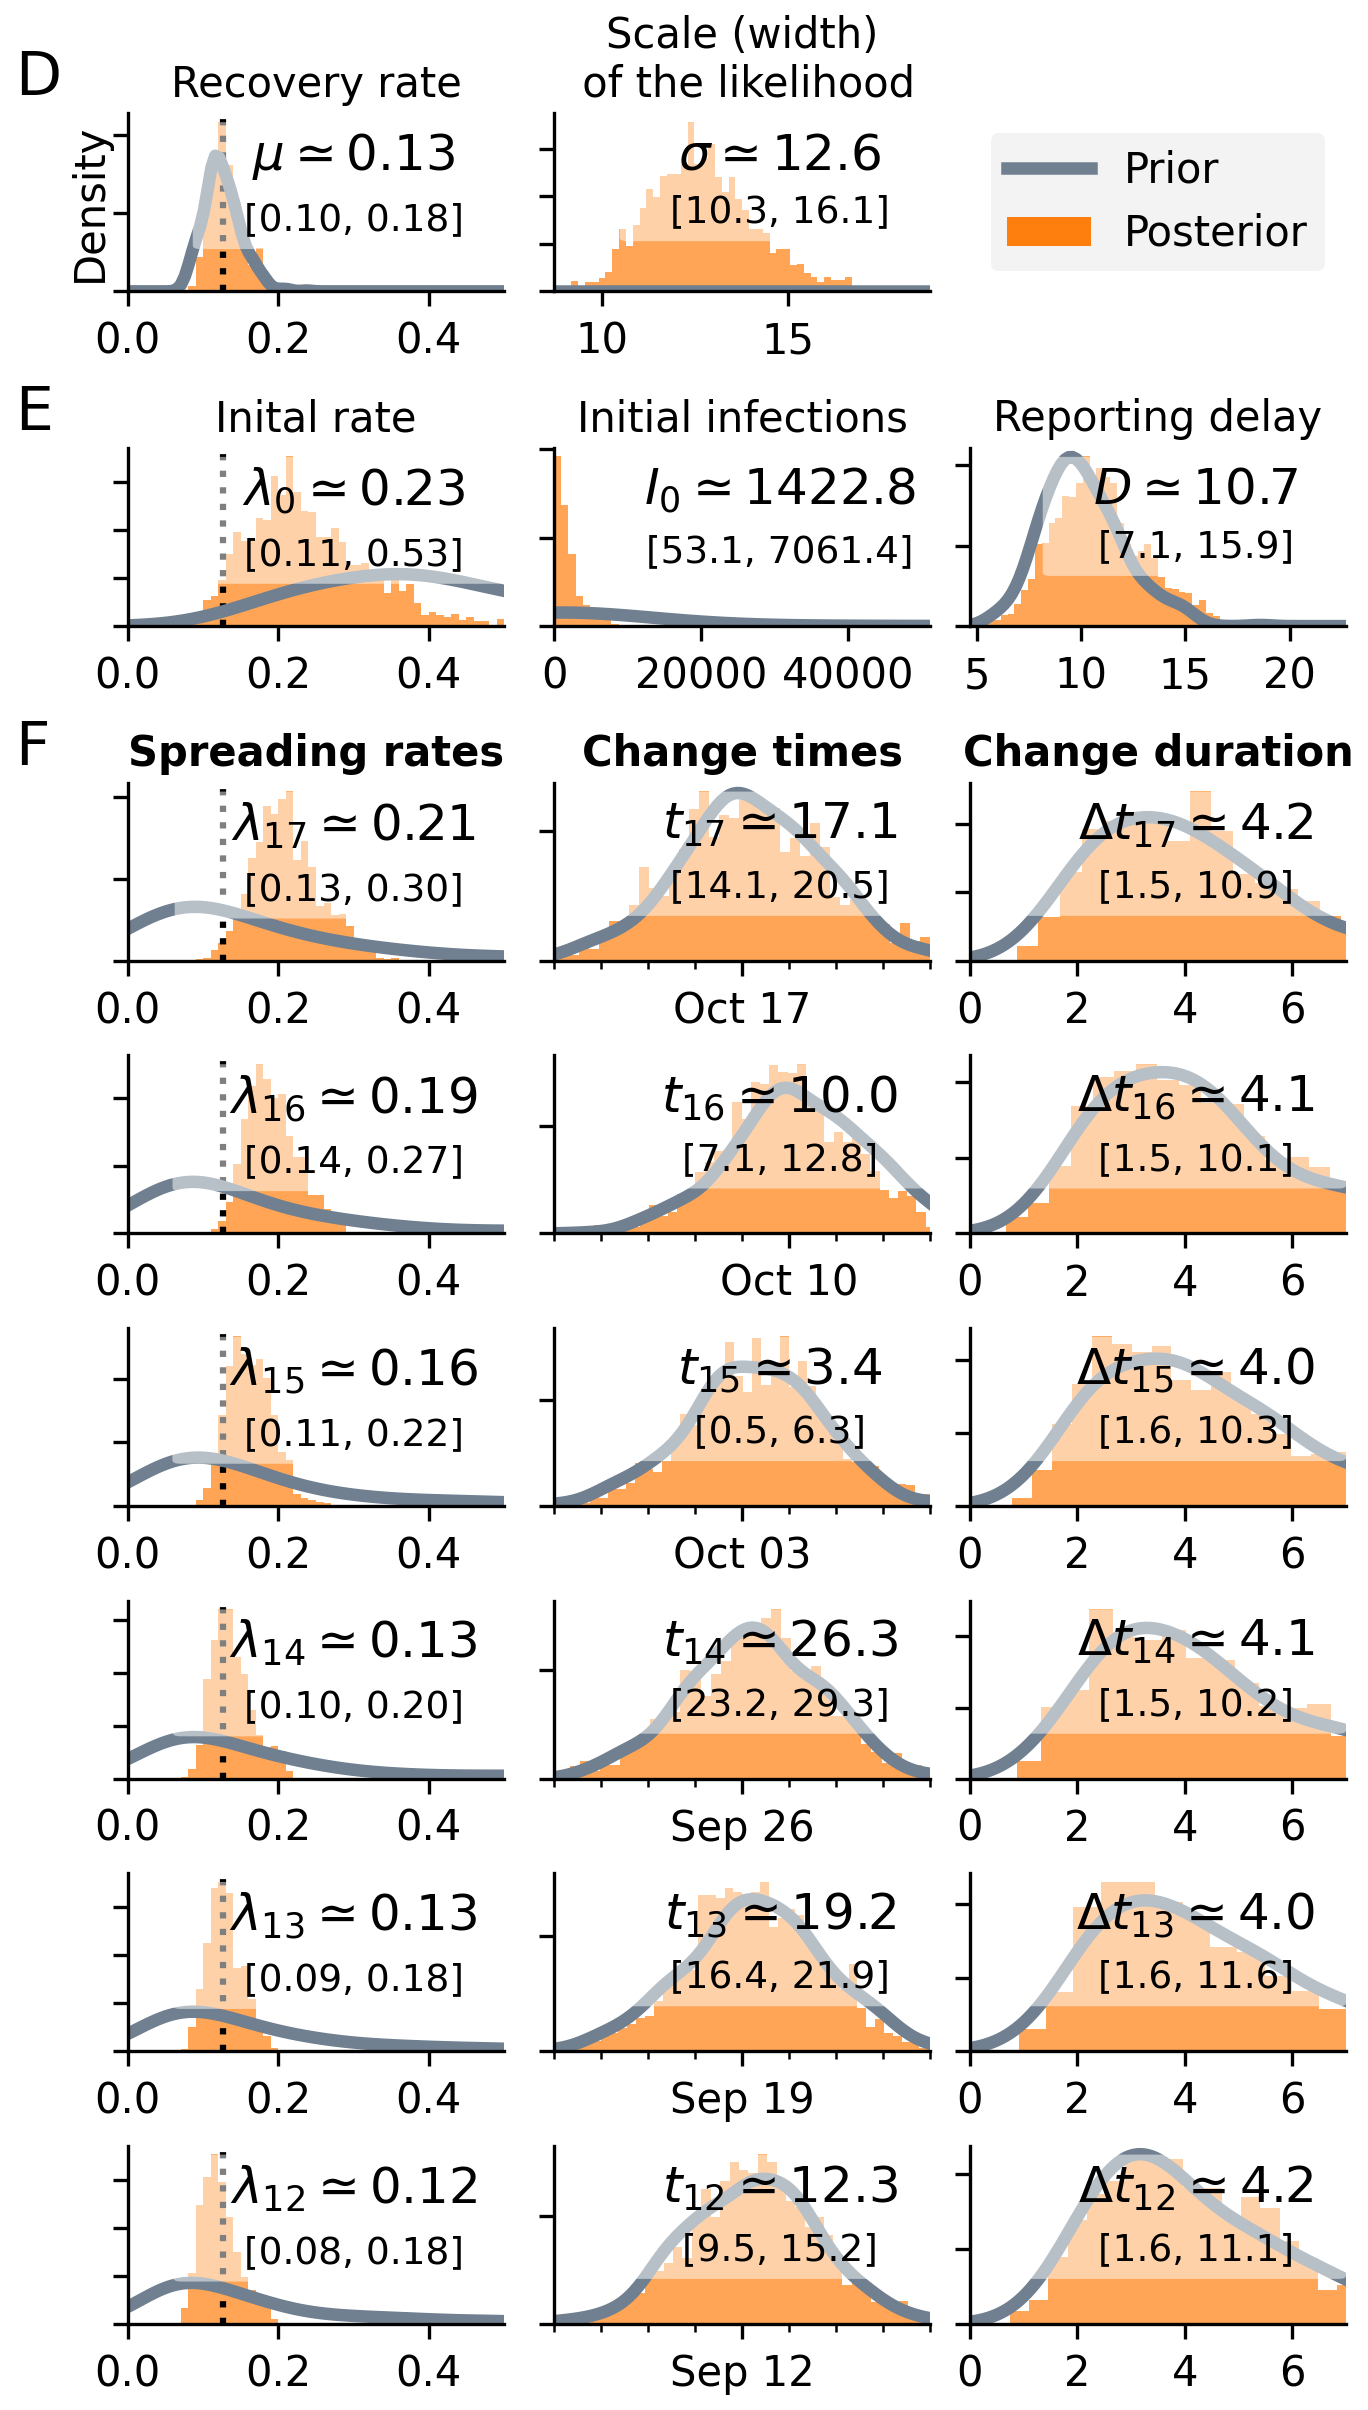 D
Recovery rate
Scale (width)
of the likelihood
Density
μ ≃ 0.13
[0.10, 0.18]
σ ≃ 12.6
[10.3, 16.1]
Prior
Posterior
0.0 0.2 0.4
10 15
E
Inital rate
Initial infections
Reporting delay
λ0 ≃ 0.23
[0.11, 0.53]
I0 ≃ 1422.8
[53.1, 7061.4]
D ≃ 10.7
[7.1, 15.9]
0.0 0.2 0.4
0 20000 40000
5 10 15 20
F
Spreading rates
Change times
Change duration
λ17 ≃ 0.21
[0.13, 0.30]
t17 ≃ 17.1
[14.1, 20.5]
Δt17 ≃ 4.2
[1.5, 10.9]
0.0 0.2 0.4
Oct 17
0 2 4 6
λ16 ≃ 0.19
[0.14, 0.27]
t16 ≃ 10.0
[7.1, 12.8]
Δt16 ≃ 4.1
[1.5, 10.1]
0.0 0.2 0.4
Oct 10
0 2 4 6
λ15 ≃ 0.16
[0.11, 0.22]
t15 ≃ 3.4
[0.5, 6.3]
Δt15 ≃ 4.0
[1.6, 10.3]
0.0 0.2 0.4
Oct 03
0 2 4 6
λ14 ≃ 0.13
[0.10, 0.20]
t14 ≃ 26.3
[23.2, 29.3]
Δt14 ≃ 4.1
[1.5, 10.2]
0.0 0.2 0.4
Sep 26
0 2 4 6
λ13 ≃ 0.13
[0.09, 0.18]
t13 ≃ 19.2
[16.4, 21.9]
Δt13 ≃ 4.0
[1.6, 11.6]
0.0 0.2 0.4
Sep 19
0 2 4 6
λ12 ≃ 0.12
[0.08, 0.18]
t12 ≃ 12.3
[9.5, 15.2]
Δt12 ≃ 4.2
[1.6, 11.1]
0.0 0.2 0.4
Sep 12
0 2 4 6